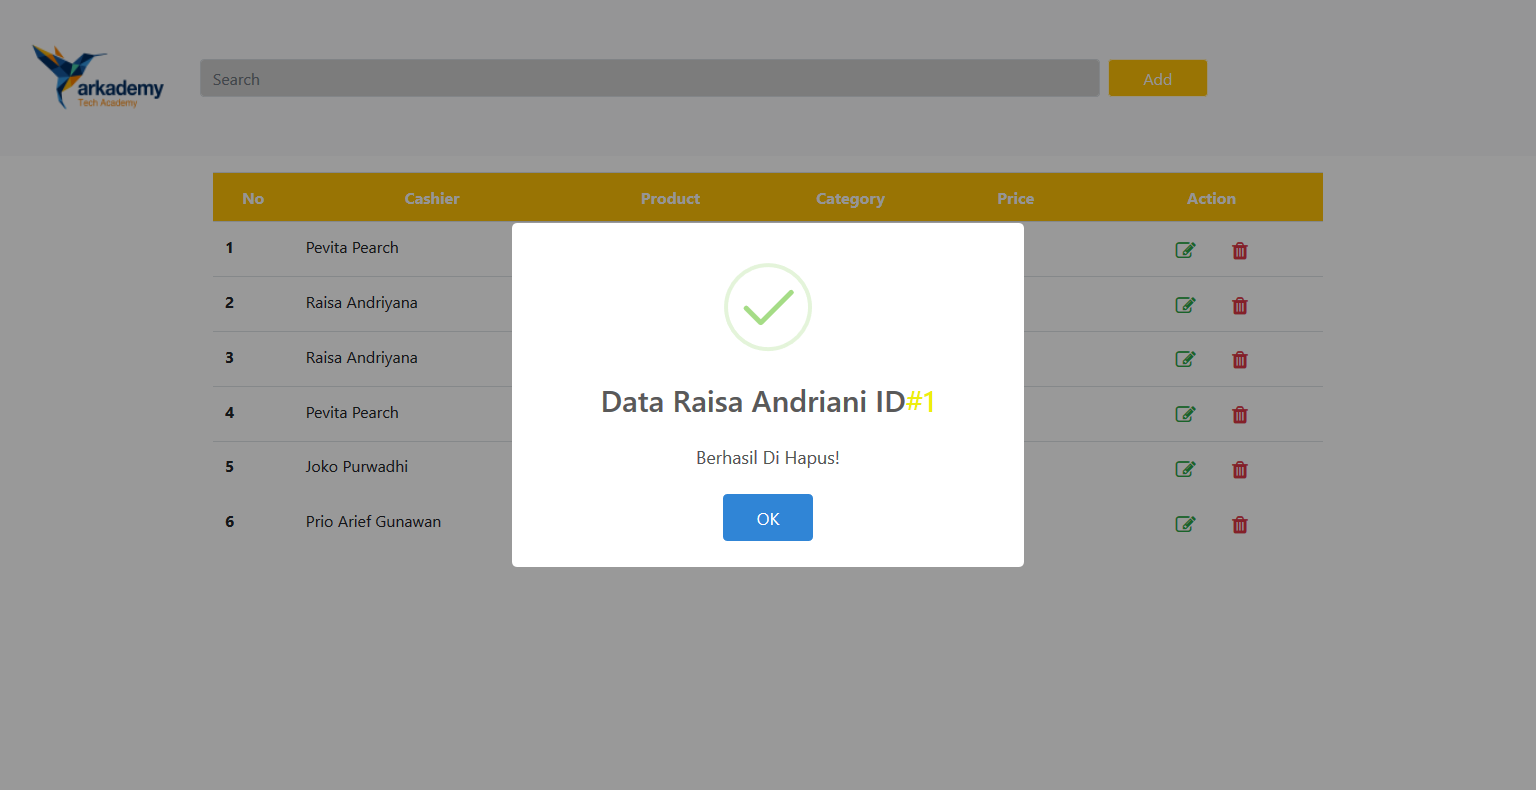 arkademy
Tech Academy
Search
Add
No Cashier Product Category Price Action
1 Pevita Pearch
2 Raisa Andriyana
3 Raisa Andriyana
4 Pevita Pearch
5 Joko Purwadhi
6 Prio Arief Gunawan
Data Raisa Andriani ID#1
Berhasil Di Hapus!
OK